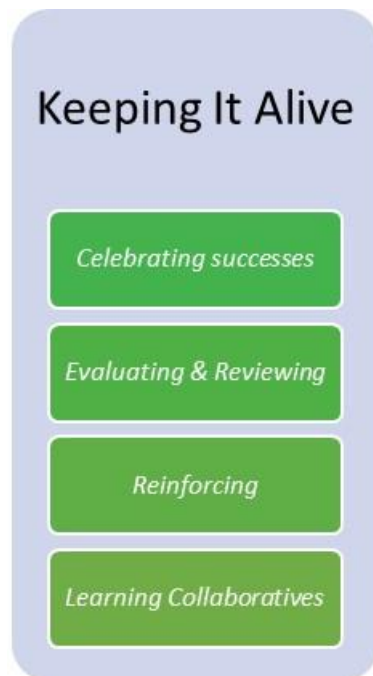 Keeping It Alive
Celebrating successes
Evaluating & Reviewing
Reinforcing
Learning Collaboratives